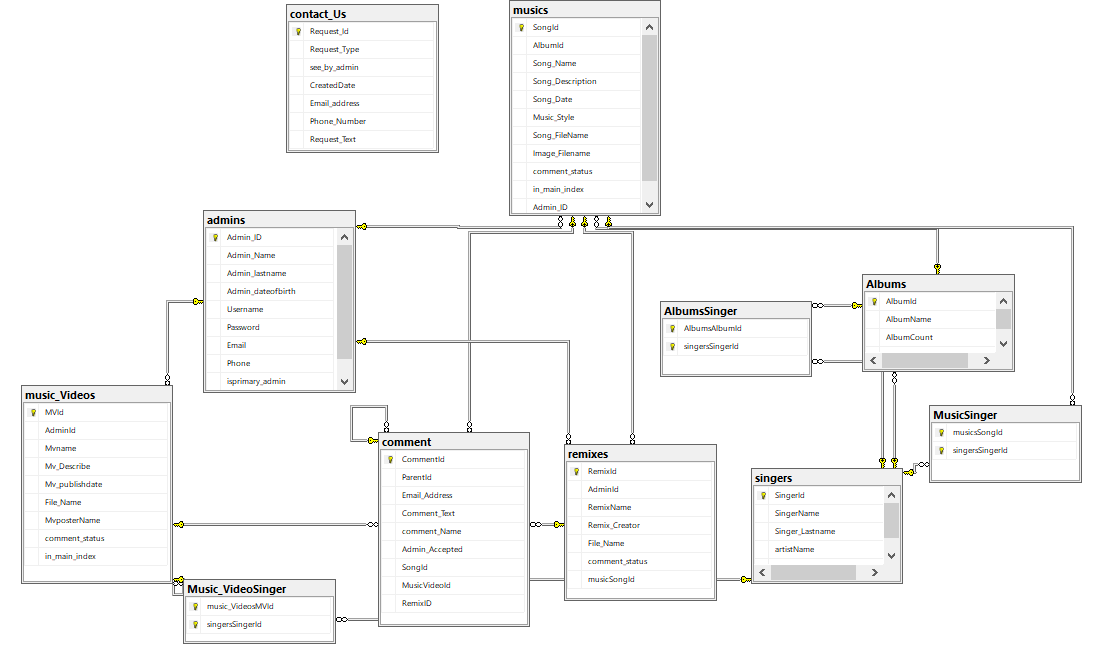 contact_Us
Request_Id
Request_Type
see_by_admin
CreatedDate
Email_address
Phone_Number
Request_Text
musics
SongId
AlbumId
Song_Name
Song_Description
Song_Date
Music_Style
Song_FileName
Image_Filename
comment_status
in_main_index
Admin_ID
admins
Admin_ID
Admin_Name
Admin_lastname
Admin_dateofbirth
Username
Password
Email
Phone
isprimary_admin
Albums
AlbumId
AlbumName
AlbumCount
AlbumsSinger
AlbumsAlbumId
singersSingerId
music_Videos
MVId
AdminId
Mvname
Mv_Describe
Mv_publishdate
File_Name
MvposterName
comment_status
in_main_index
MusicSinger
musicsSongId
singersSingerId
comment
CommentId
ParentId
Email_Address
Comment_Text
comment_Name
Admin_Accepted
SongId
MusicVideoId
RemixID
remixes
RemixId
AdminId
RemixName
Remix_Creator
File_Name
comment_status
musicSongId
singers
SingerId
SingerName
Singer_Lastname
artistName
Music_VideoSinger
music_VideosMVId
singersSingerId